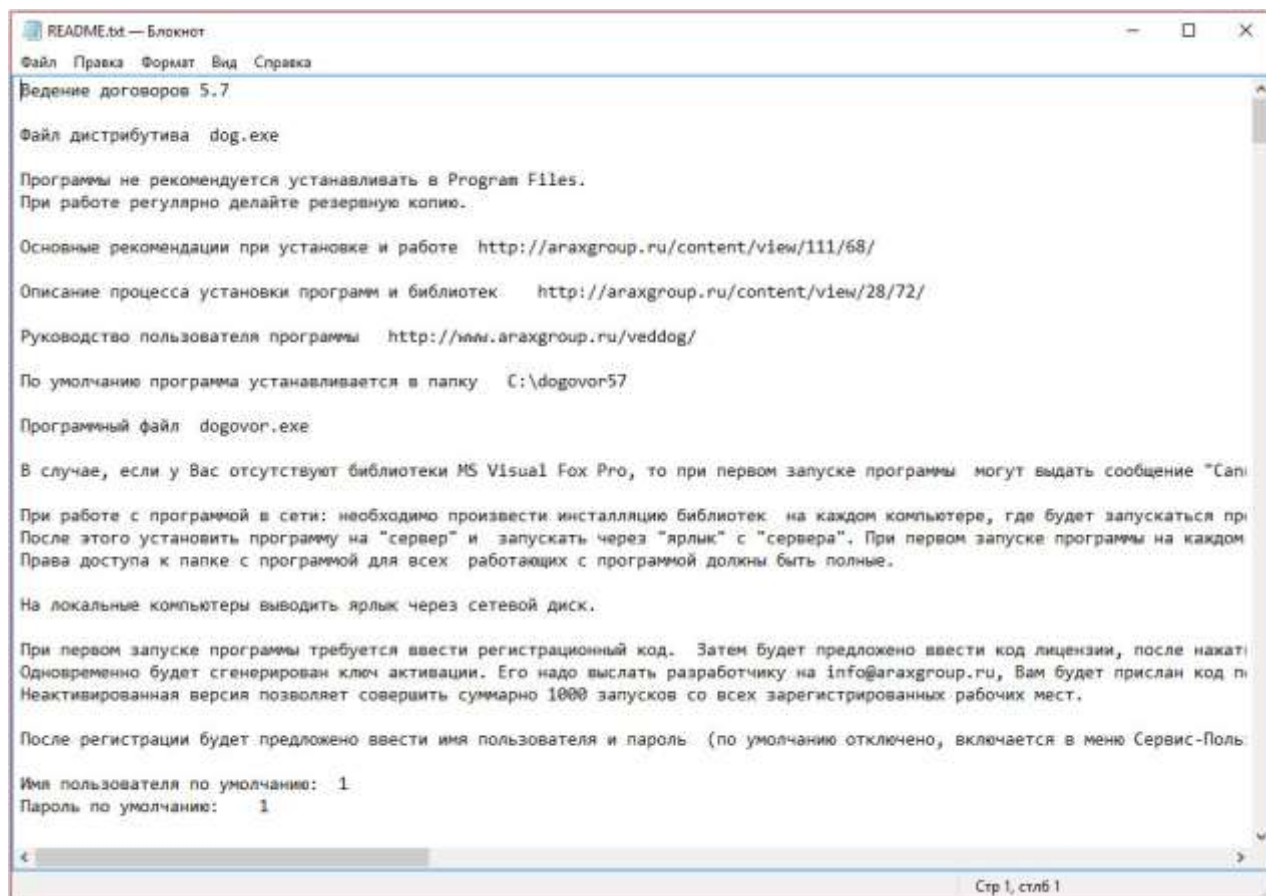 README.txt — Блокнот
Файл Правка Формат Вид Справка
Ведение договоров 5.7
Файл дистрибутива dog.exe
Программы не рекомендуется устанавливать в Program Files.
При работе регулярно делайте резервную копию.
Основные рекомендации при установке и работе http://araxgroup.ru/content/view/111/68/
Описание процесса установки программ и библиотек http://araxgroup.ru/content/view/28/72/
Руководство пользователя программы http://www.araxgroup.ru/veddog/
По умолчанию программа устанавливается в папку C:\dogovor57
Программный файл dogovor.exe
В случае, если у Вас отсутствуют библиотеки MS Visual Fox Pro, то при первом запуске программы могут выдать сообщение "Can
При работе с программой в сети: необходимо произвести инсталляцию библиотек на каждом компьютере, где будет запускаться пр
После этого установить программу на "сервер" и запускать через "ярлык" с "сервера". При первом запуске программы на каждом
Права доступа к папке с программой для всех работающих с программой должны быть полные.
На локальные компьютеры выводить ярлык через сетевой диск.
При первом запуске программы требуется ввести регистрационный код. Затем будет предложено ввести код лицензии, после нажат
Одновременно будет сгенерирован ключ активации. Его надо выслать разработчику на info@araxgroup.ru, Вам будет прислан код п
Неактивированная версия позволяет совершить суммарно 1000 запусков со всех зарегистрированных рабочих мест.
После регистрации будет предложено ввести имя пользователя и пароль (по умолчанию отключено, включается в меню Сервис-Поль
Имя пользователя по умолчанию: 1
Пароль по умолчанию: 1
Стр 1, стлб 1